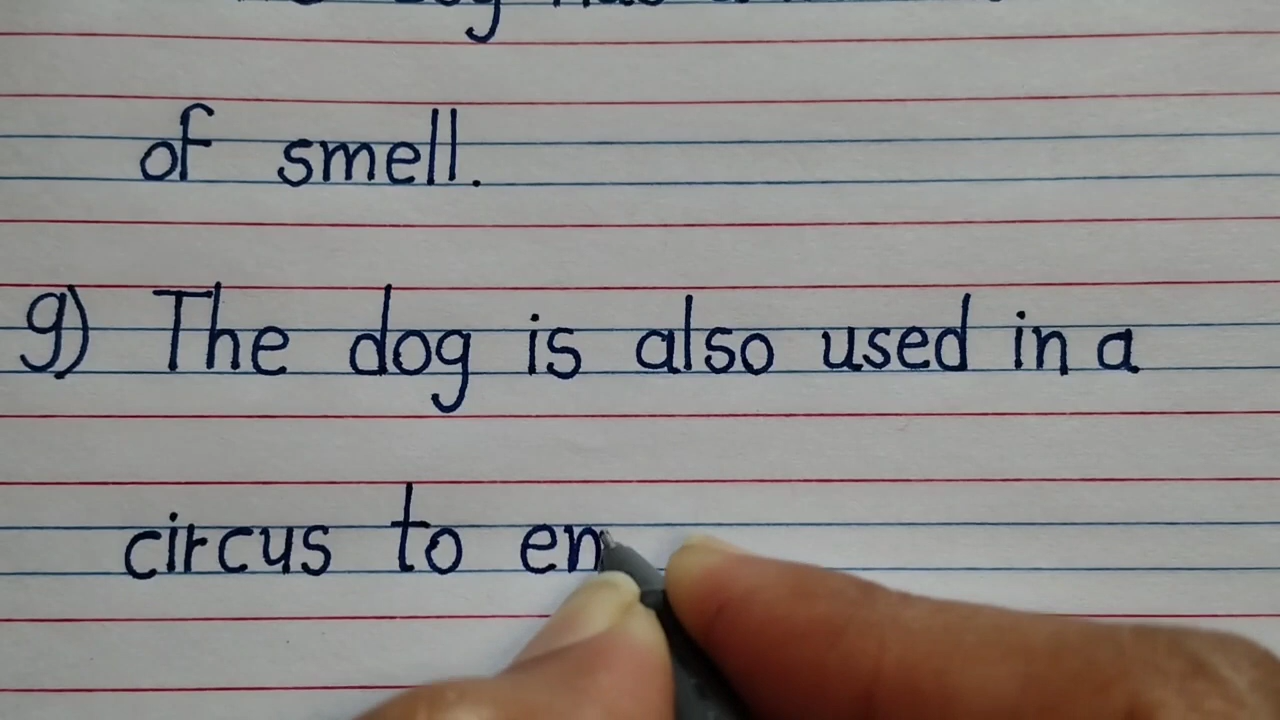 of smell.
9) The dog is also used in a
circus to en